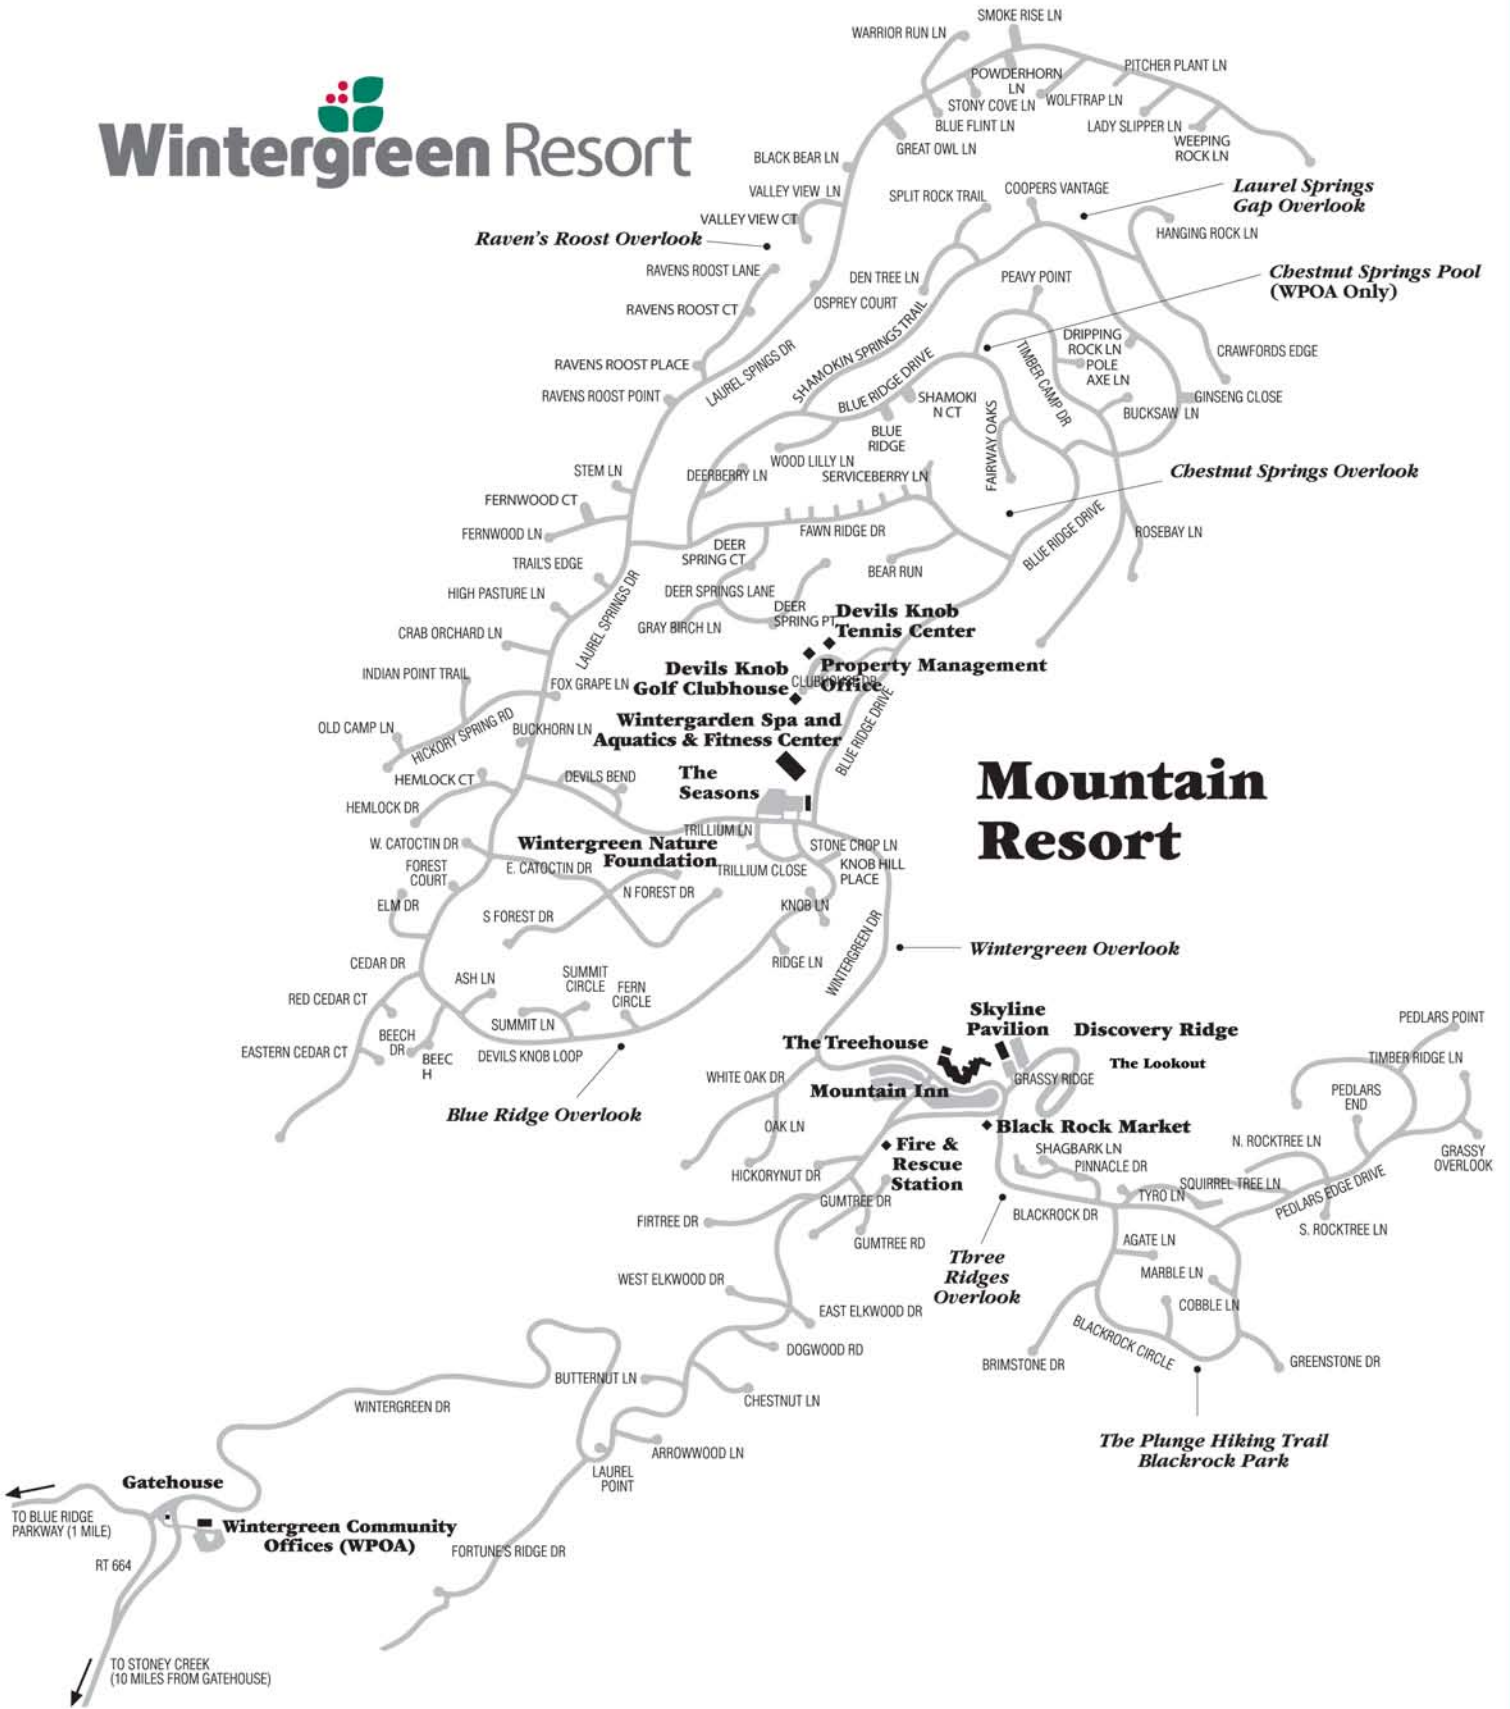 Wintergreen Resort
SMOKE RISE LN
WARRIOR RUN LN
PITCHER PLANT LN
POWDERHORN
LN
STONY COVE LN
WOLFTRAP LN
BLUE FLINT LN
LADY SLIPPER LN
GREAT OWL LN
WEEPING
ROCK LN
BLACK BEAR LN
VALLEY VIEW LN
SPLIT ROCK TRAIL
COOPERS VANTAGE
Laurel Springs
Gap Overlook
VALLEY VIEW CT
Raven's Roost Overlook
HANGING ROCK LN
RAVENS ROOST LANE
DEN TREE LN
PEAVY POINT
Chestnut Springs Pool
(WPOA Only)
OSPREY COURT
RAVENS ROOST CT
SHAMOKIN SPRINGS TRAIL
DRIPPING
ROCK LN
POLE
AXE LN
CRAWFORDS EDGE
RAVENS ROOST PLACE
LAUREL SPINGS DR
BLUE RIDGE DRIVE
TIMBER CAMP DR
RAVENS ROOST POINT
SHAMOKI
N CT
GINSENG CLOSE
BUCKSAW LN
BLUE
RIDGE
FAIRWAY OAKS
WOOD LILLY LN
STEM LN
DEERBERRY LN
SERVICEBERRY LN
Chestnut Springs Overlook
FERNWOOD CT
FERNWOOD LN
FAWN RIDGE DR
BLUE RIDGE DRIVE
ROSEBAY LN
DEER
SPRING CT
TRAIL'S EDGE
BEAR RUN
HIGH PASTURE LN
DEER SPRINGS LANE
LAUREL SPRINGS DR
DEER
SPRING PT
Devils Knob
Tennis Center
CRAB ORCHARD LN
GRAY BIRCH LN
INDIAN POINT TRAIL
FOX GRAPE LN
Devils Knob
Golf Clubhouse
Property Management
Office
CLUBHOUSE DR
OLD CAMP LN
HICKORY SPRING RD
BUCKHORN LN
Wintergarden Spa and
Aquatics & Fitness Center
BLUE RIDGE DRIVE
HEMLOCK CT
DEVILS BEND
The
Seasons
Mountain
Resort
HEMLOCK DR
TRILLIUM LN
W. CATOCTIN DR
Wintergreen Nature
Foundation
STONE CROP LN
FOREST
COURT
E. CATOCTIN DR
TRILLIUM CLOSE
KNOB HILL
PLACE
N FOREST DR
ELM DR
S FOREST DR
KNOB LN
WINTERGREEN DR
Wintergreen Overlook
CEDAR DR
RIDGE LN
ASH LN
SUMMIT
CIRCLE
FERN
CIRCLE
RED CEDAR CT
SUMMIT LN
Skyline
Pavilion
Discovery Ridge
PEDLARS POINT
BEECH
DR
EASTERN CEDAR CT
BEEC
H
DEVILS KNOB LOOP
The Treehouse
The Lookout
TIMBER RIDGE LN
WHITE OAK DR
Mountain Inn
GRASSY RIDGE
PEDLARS
END
Blue Ridge Overlook
OAK LN
Black Rock Market
Fire &
Rescue
Station
SHAGBARK LN
N. ROCKTREE LN
GRASSY
OVERLOOK
HICKORYNUT DR
PINNACLE DR
SQUIRREL TREE LN
TYRO LN
PEDLARS EDGE DRIVE
GUMTREE DR
FIRTREE DR
BLACKROCK DR
S. ROCKTREE LN
GUMTREE RD
AGATE LN
Three
Ridges
Overlook
WEST ELKWOOD DR
MARBLE LN
EAST ELKWOOD DR
COBBLE LN
DOGWOOD RD
BLACKROCK CIRCLE
BRIMSTONE DR
GREENSTONE DR
BUTTERNUT LN
CHESTNUT LN
WINTERGREEN DR
The Plunge Hiking Trail
Blackrock Park
ARROWWOOD LN
LAUREL
POINT
Gatehouse
TO BLUE RIDGE
PARKWAY (1 MILE)
Wintergreen Community
Offices (WPOA)
FORTUNE'S RIDGE DR
RT 664
TO STONEY CREEK
(10 MILES FROM GATEHOUSE)